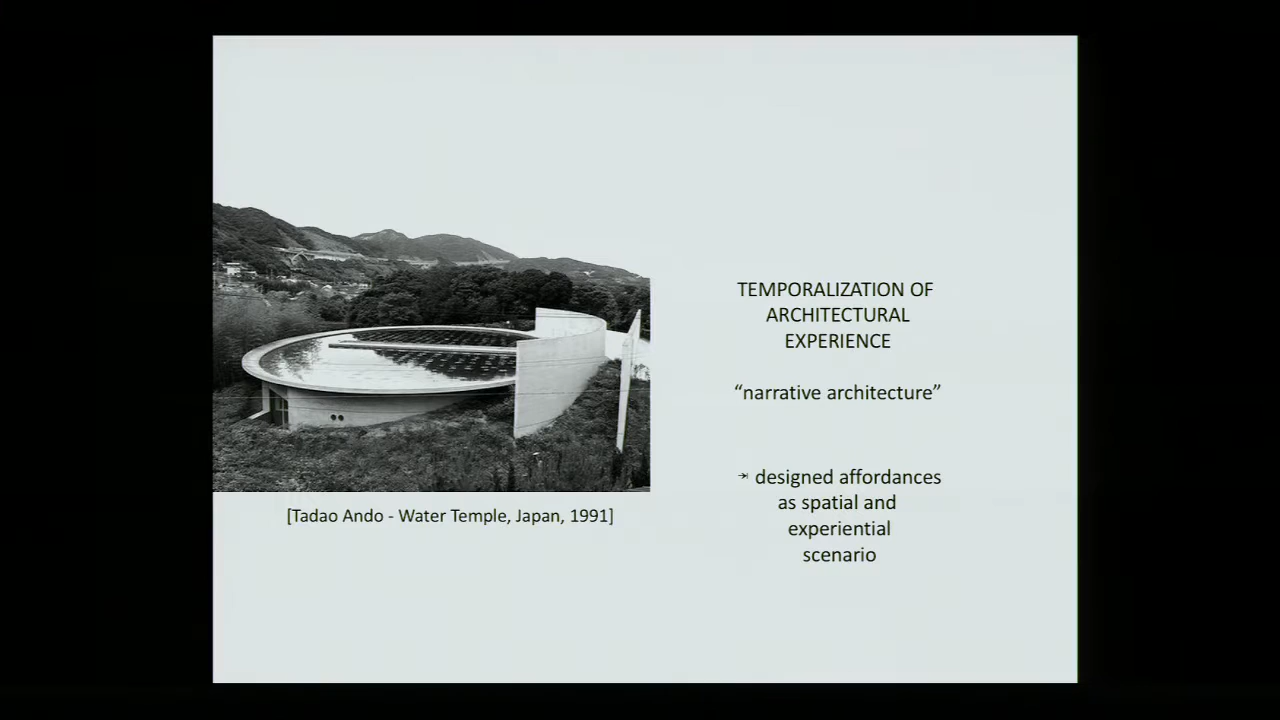 TEMPORALIZATION OF
ARCHITECTURAL
EXPERIENCE
“narrative architecture”
⇥ designed affordances
as spatial and
experiential
scenario
[Tadao Ando - Water Temple, Japan, 1991]